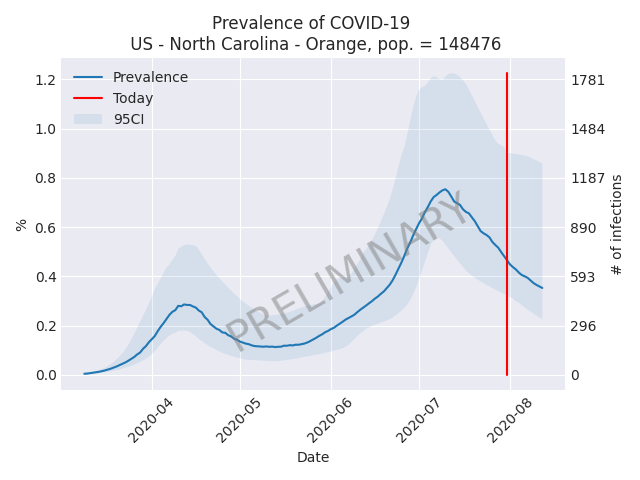 Prevalence of COVID-19
US - North Carolina - Orange, pop. = 148476
Prevalence
Today
95CI
%
1.2
1.0
0.8
0.6
0.4
0.2
0.0
1781
1484
1187
890
593
296
0
# of infections
PRELIMINARY
2020-04
2020-05
2020-06
2020-07
2020-08
Date